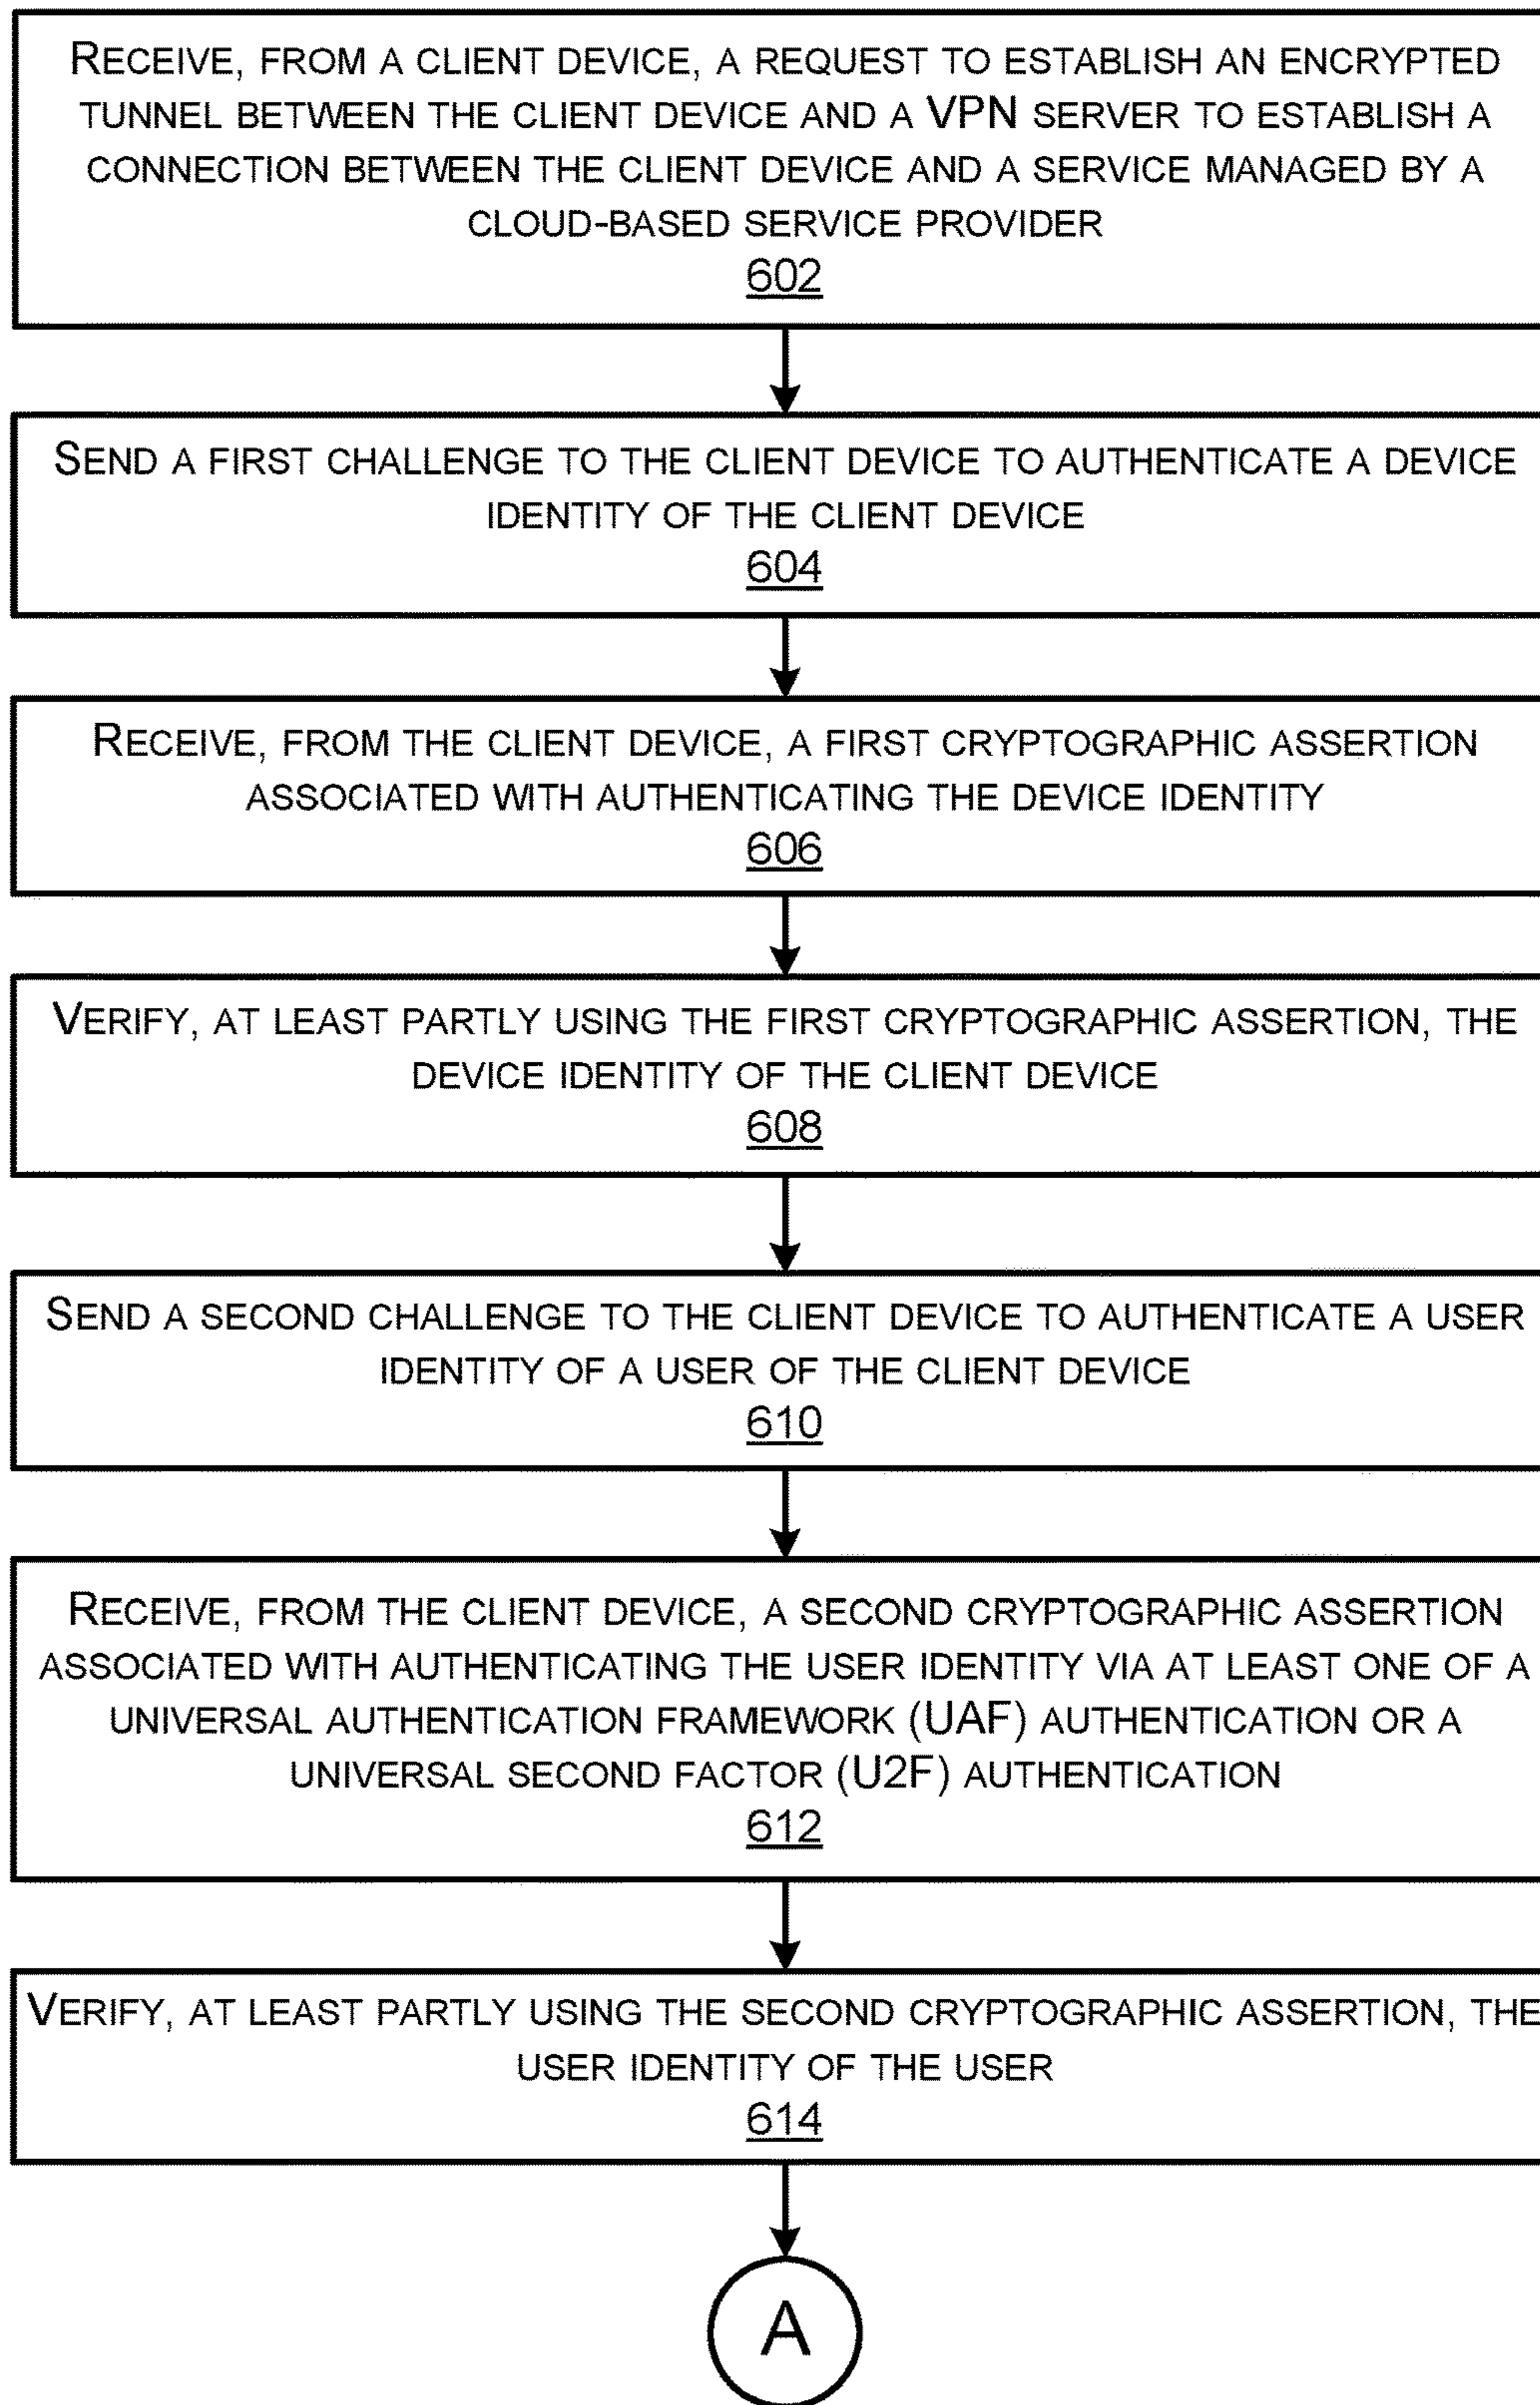 RECEIVE, FROM A CLIENT DEVICE, A REQUEST TO ESTABLISH AN ENCRYPTED
TUNNEL BETWEEN THE CLIENT DEVICE AND A VPN SERVER TO ESTABLISH A
CONNECTION BETWEEN THE CLIENT DEVICE AND A SERVICE MANAGED BY A
CLOUD-BASED SERVICE PROVIDER
602
SEND A FIRST CHALLENGE TO THE CLIENT DEVICE TO AUTHENTICATE A DEVICE
IDENTITY OF THE CLIENT DEVICE
604
RECEIVE, FROM THE CLIENT DEVICE, A FIRST CRYPTOGRAPHIC ASSERTION
ASSOCIATED WITH AUTHENTICATING THE DEVICE IDENTITY
606
VERIFY, AT LEAST PARTLY USING THE FIRST CRYPTOGRAPHIC ASSERTION, THE
DEVICE IDENTITY OF THE CLIENT DEVICE
608
SEND A SECOND CHALLENGE TO THE CLIENT DEVICE TO AUTHENTICATE A USER
IDENTITY OF A USER OF THE CLIENT DEVICE
610
RECEIVE, FROM THE CLIENT DEVICE, A SECOND CRYPTOGRAPHIC ASSERTION
ASSOCIATED WITH AUTHENTICATING THE USER IDENTITY VIA AT LEAST ONE OF A
UNIVERSAL AUTHENTICATION FRAMEWORK (UAF) AUTHENTICATION OR A
UNIVERSAL SECOND FACTOR (U2F) AUTHENTICATION
612
VERIFY, AT LEAST PARTLY USING THE SECOND CRYPTOGRAPHIC ASSERTION, THE
USER IDENTITY OF THE USER
614
A